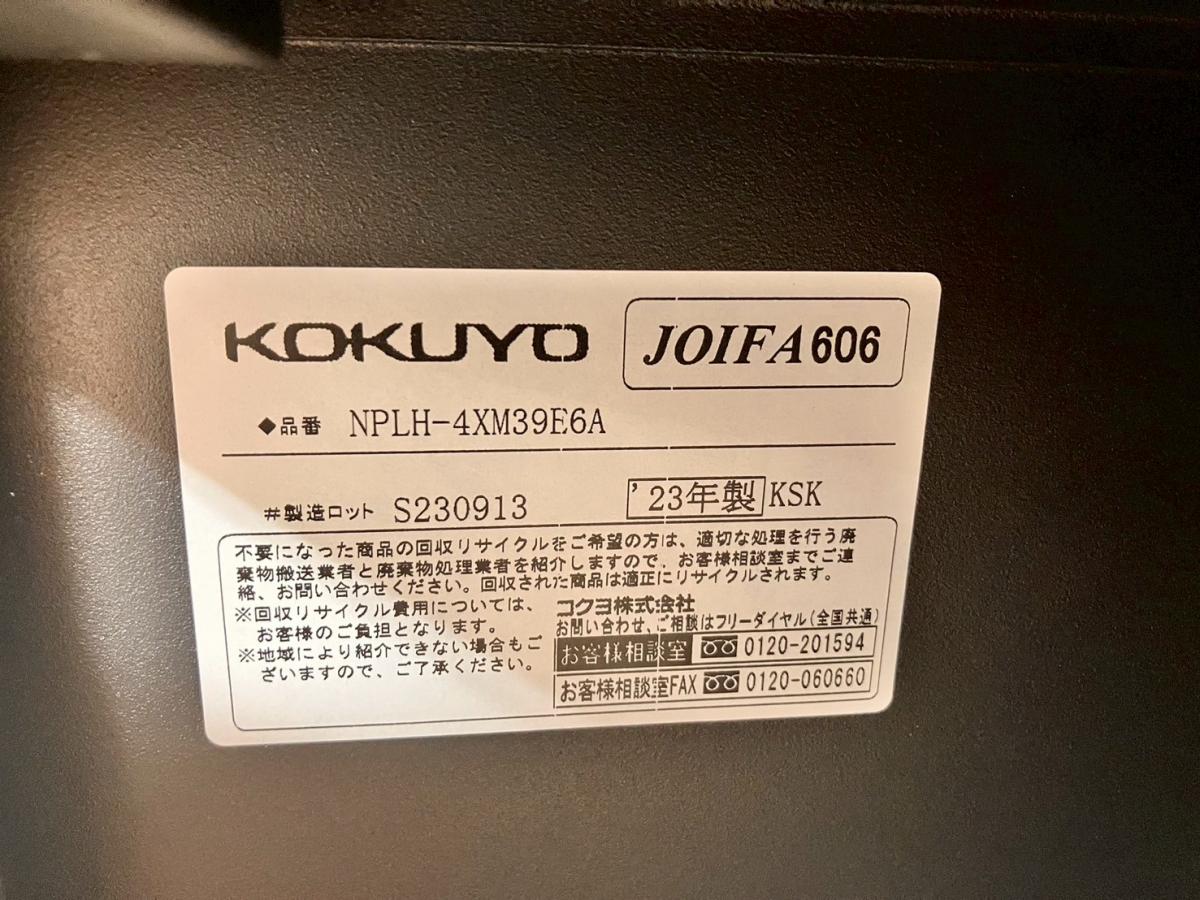 KOKUYO
JOIFA606
◆品番 NPLH-4XM39E6A
#製造ロット S230913
'23年製 KSK
不要になった商品の回収リサイクルをご希望の方は、適切な処理を行う廃
棄物搬送業者と廃棄物処理業者を紹介しますので、お客様相談室までご連
絡、お問い合わせください。回収された商品は適正にリサイクルされます。
※回収リサイクル費用については、
お客様のご負担となります。
※地域により紹介できない場合もご
ざいますので、ご了承ください。
コクヨ株式会社
お問い合わせ、ご相談はフリーダイヤル(全国共通)
お客様相談室 0120-201594
お客様相談室FAX 0120-060660